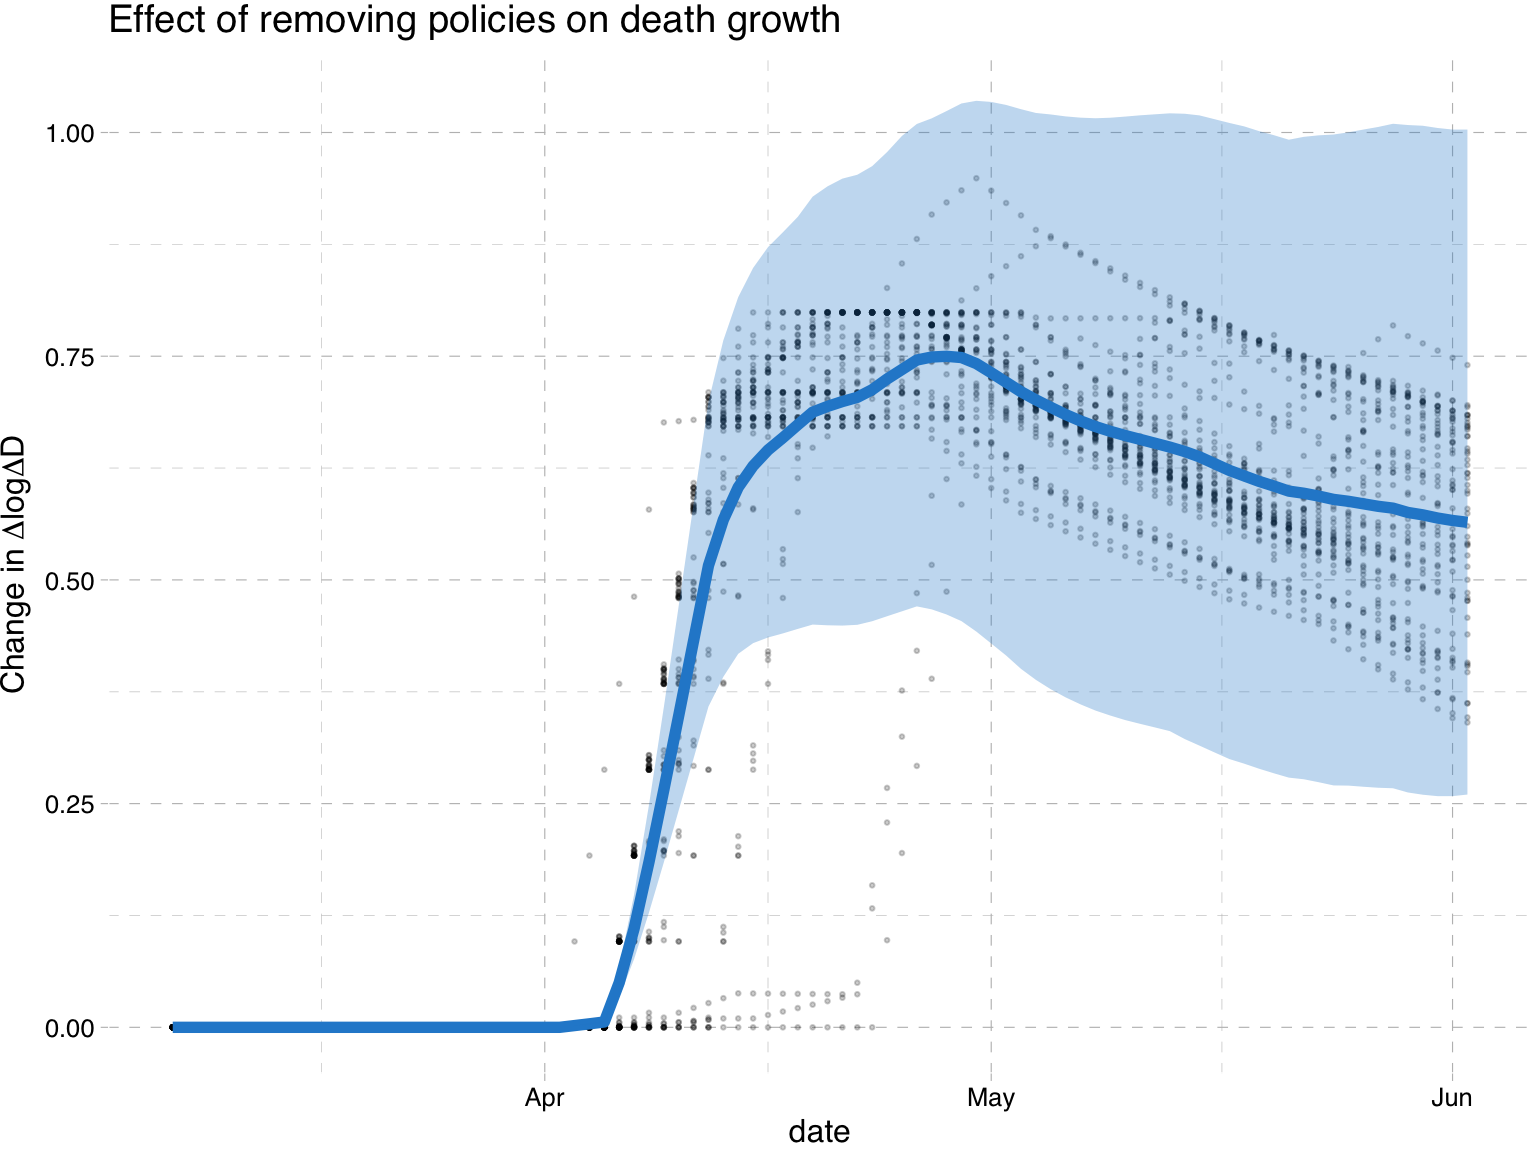 Effect of removing policies on death growth
Change in ΔlogΔD
1.00
0.75
0.50
0.25
0.00
Apr
May
Jun
date